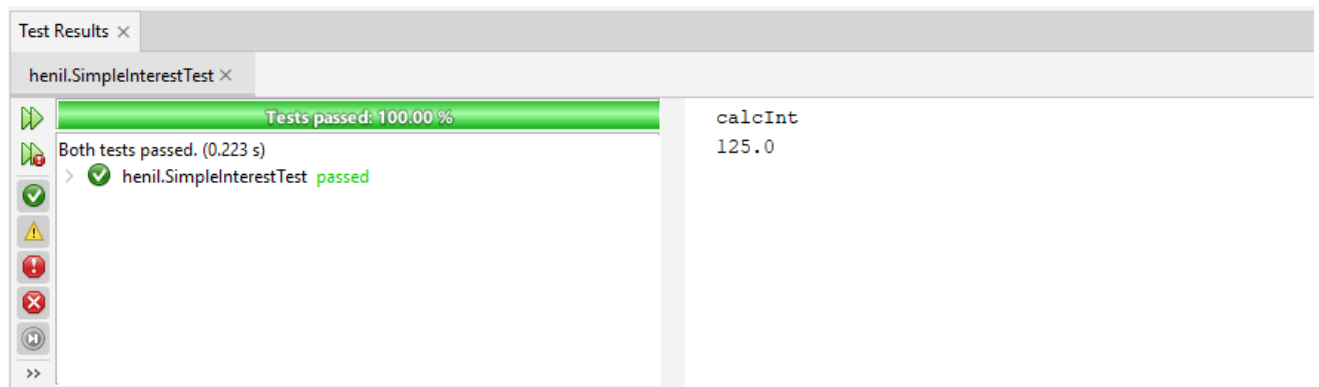 Test Results
henil.SimpleInterestTest
Tests passed: 100.00 %
Both tests passed. (0.223 s)
henil.SimpleInterestTest passed
calcInt
125.0